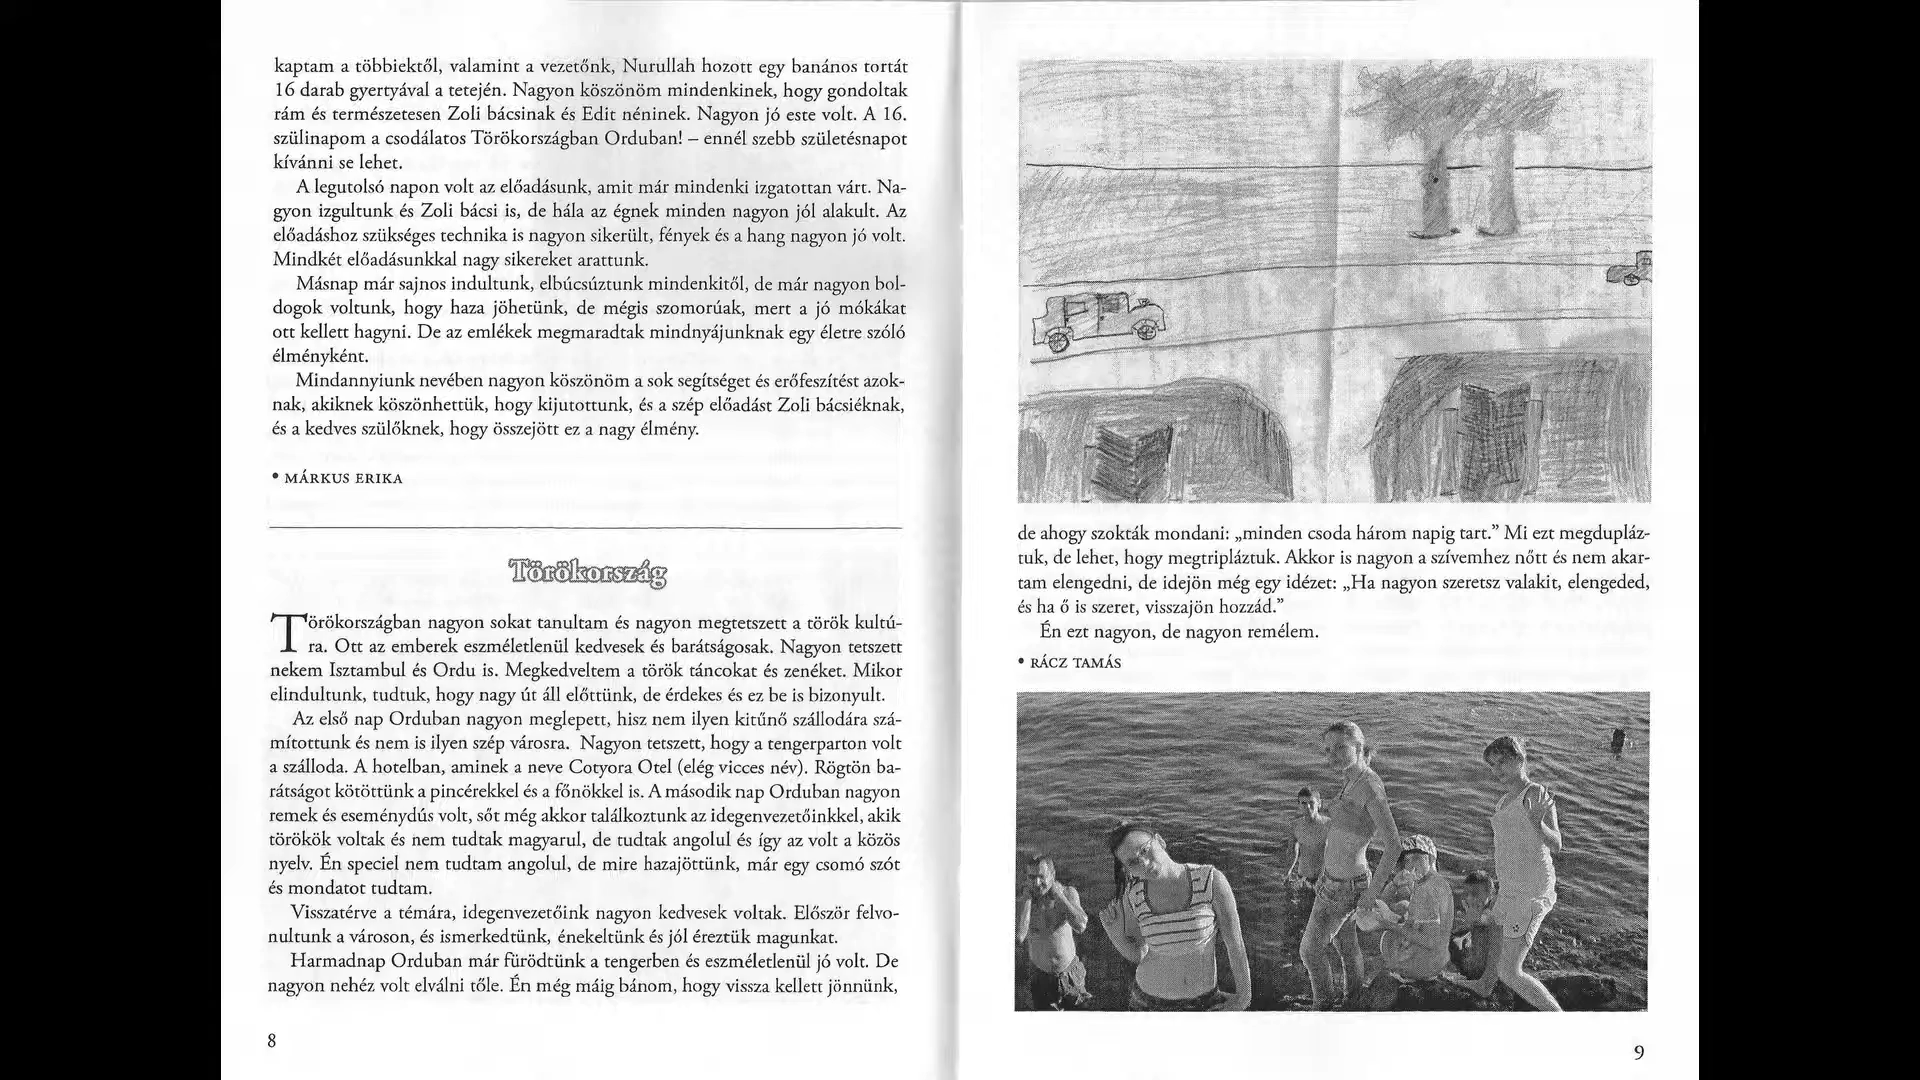 kaptam a többiektől, valamint a vezetőnk, Nurullah hozott egy banános tortát
16 darab gyertyával a tetején. Nagyon köszönöm mindenkinek, hogy gondoltak
rám és természetesen Zoli bácsinak és Edit néninek. Nagyon jó este volt. A 16.
szülinapom a csodálatos Törökországban Orduban! – ennél szebb születésnapot
kívánni se lehet.
A legutolsó napon volt az előadásunk, amit már mindenki izgatottan várt. Na-
gyon izgultunk és Zoli bácsi is, de hála az égnek minden nagyon jól alakult. Az
előadáshoz szükséges technika is nagyon sikerült, fények és a hang nagyon jó volt.
Mindkét előadásunkkal nagy sikereket arattunk.
Másnap már sajnos indultunk, elbúcsúztunk mindenkitől, de már nagyon bol-
dogok voltunk, hogy haza jöhetünk, de mégis szomorúak, mert a jó mókákat
ott kellett hagyni. De az emlékek megmaradtak mindnyájunknak egy életre szóló
élményként.
Mindannyiunk nevében nagyon köszönöm a sok segítséget és erőfeszítést azok-
nak, akiknek köszönhettük, hogy kijutottunk, és a szép előadást Zoli bácsiéknak,
és a kedves szülőknek, hogy összejött ez a nagy élmény.
• MÁRKUS ERIKA
Törökország
Törökországban nagyon sokat tanultam és nagyon megtetszett a török kultú-
ra. Ott az emberek eszméletlenül kedvesek és barátságosak. Nagyon tetszett
nekem Isztambul és Ordu is. Megkedveltem a török táncokat és zenéket. Mikor
elindultunk, tudtuk, hogy nagy út áll előttünk, de érdekes és ez be is bizonyult.
Az első nap Orduban nagyon meglepett, hisz nem ilyen kitűnő szállodára szá-
mítottunk és nem is ilyen szép városra. Nagyon tetszett, hogy a tengerparton volt
a szálloda. A hotelban, aminek a neve Cotyora Otel (elég vicces név). Rögtön ba-
rátságot kötöttünk a pincérekkel és a főnökkel is. A második nap Orduban nagyon
remek és eseménydús volt, sőt még akkor találkoztunk az idegenvezetőinkkel, akik
törökök voltak és nem tudtak magyarul, de tudtak angolul és így az volt a közös
nyelv. Én speciel nem tudtam angolul, de mire hazajöttünk, már egy csomó szót
és mondatot tudtam.
Visszatérve a témára, idegenvezetőink nagyon kedvesek voltak. Először felvo-
nultunk a városon, és ismerkedtünk, énekeltünk és jól éreztük magunkat.
Harmadnap Orduban már fürödtünk a tengerben és eszméletlenül jó volt. De
nagyon nehéz volt elválni tőle. Én még máig bánom, hogy vissza kellett jönnünk,
8
de ahogy szokták mondani: „minden csoda három napig tart.” Mi ezt megdupláz-
tuk, de lehet, hogy megtripláztuk. Akkor is nagyon a szívemhez nőtt és nem akar-
tam elengedni, de idejön még egy idézet: „Ha nagyon szeretsz valakit, elengeded,
és ha ő is szeret, visszajön hozzád.”
Én ezt nagyon, de nagyon remélem.
• RÁCZ TAMÁS
9